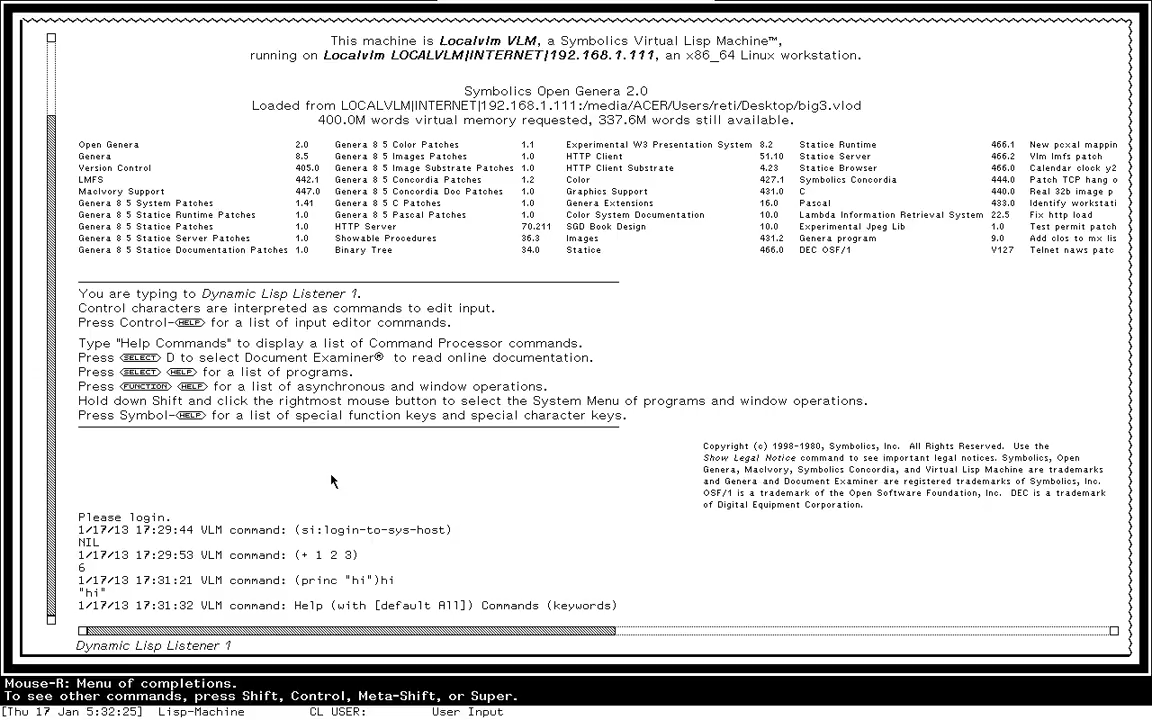 This machine is Localvlm VLM, a Symbolics Virtual Lisp Machine™,
running on Localvlm LOCALVLM|INTERNET|192.168.1.111, an x86_64 Linux workstation.
Symbolics Open Genera 2.0
Loaded from LOCALVLM|INTERNET|192.168.1.111:/media/ACER/Users/reti/Desktop/big3.vlod
400.0M words virtual memory requested, 337.6M words still available.
Open Genera 2.0 Genera 8 5 Color Patches 1.1 Experimental W3 Presentation System 8.2 Statice Runtime 466.1 New pcxal mappin
Genera 8.5 Genera 8 5 Images Patches 1.0 HTTP Client 51.10 Statice Server 466.2 Vlm lmfs patch
Version Control 405.0 Genera 8 5 Image Substrate Patches 1.0 HTTP Client Substrate 4.23 Statice Browser 466.0 Calendar clock y2
LMFS 442.1 Genera 8 5 Concordia Patches 1.2 Color 427.1 Symbolics Concordia 444.0 Patch TCP hang o
MacIvory Support 447.0 Genera 8 5 Concordia Doc Patches 1.0 Graphics Support 431.0 C 440.0 Real 32b image p
Genera 8 5 System Patches 1.41 Genera 8 5 C Patches 1.0 Genera Extensions 16.0 Pascal 433.0 Identify workstati
Genera 8 5 Statice Runtime Patches 1.0 Genera 8 5 Pascal Patches 1.0 Color System Documentation 10.0 Lambda Information Retrieval System 22.5 Fix http load
Genera 8 5 Statice Patches 1.0 HTTP Server 70.211 SGD Book Design 10.0 Experimental Jpeg Lib 1.0 Test permit patch
Genera 8 5 Statice Server Patches 1.0 Showable Procedures 36.3 Images 431.2 Genera program 9.0 Add clos to mx lis
Genera 8 5 Statice Documentation Patches 1.0 Binary Tree 34.0 Statice 466.0 DEC OSF/1 V127 Telnet naws patc
You are typing to Dynamic Lisp Listener 1.
Control characters are interpreted as commands to edit input.
Press Control-HELP for a list of input editor commands.
Type "Help Commands" to display a list of Command Processor commands.
Press SELECT D to select Document Examiner® to read online documentation.
Press SELECT HELP for a list of programs.
Press FUNCTION HELP for a list of asynchronous and window operations.
Hold down Shift and click the rightmost mouse button to select the System Menu of programs and window operations.
Press Symbol-HELP for a list of special function keys and special character keys.
Copyright (c) 1998-1980, Symbolics, Inc. All Rights Reserved. Use the
Show Legal Notice command to see important legal notices. Symbolics, Open
Genera, MacIvory, Symbolics Concordia, and Virtual Lisp Machine are trademarks
and Genera and Document Examiner are registered trademarks of Symbolics, Inc.
OSF/1 is a trademark of the Open Software Foundation, Inc. DEC is a trademark
of Digital Equipment Corporation.
Please login.
1/17/13 17:29:44 VLM command: (si:login-to-sys-host)
NIL
1/17/13 17:29:53 VLM command: (+ 1 2 3)
6
1/17/13 17:31:21 VLM command: (princ "hi")hi
"hi"
1/17/13 17:31:32 VLM command: Help (with [default All]) Commands (keywords)
Dynamic Lisp Listener 1
Mouse-R: Menu of completions.
To see other commands, press Shift, Control, Meta-Shift, or Super.
[Thu 17 Jan 5:32:25] Lisp-Machine CL USER: User Input